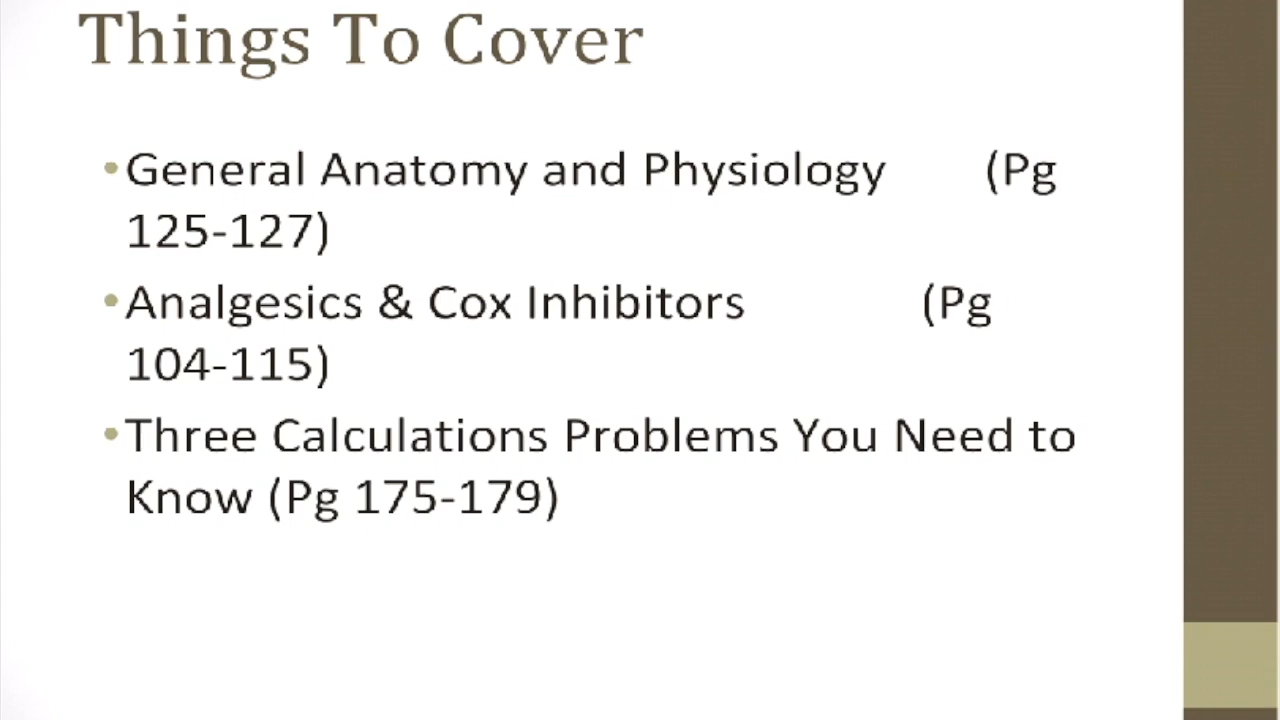 Things To Cover
•General Anatomy and Physiology (Pg
125-127)
•Analgesics & Cox Inhibitors (Pg
104-115)
•Three Calculations Problems You Need to
Know (Pg 175-179)